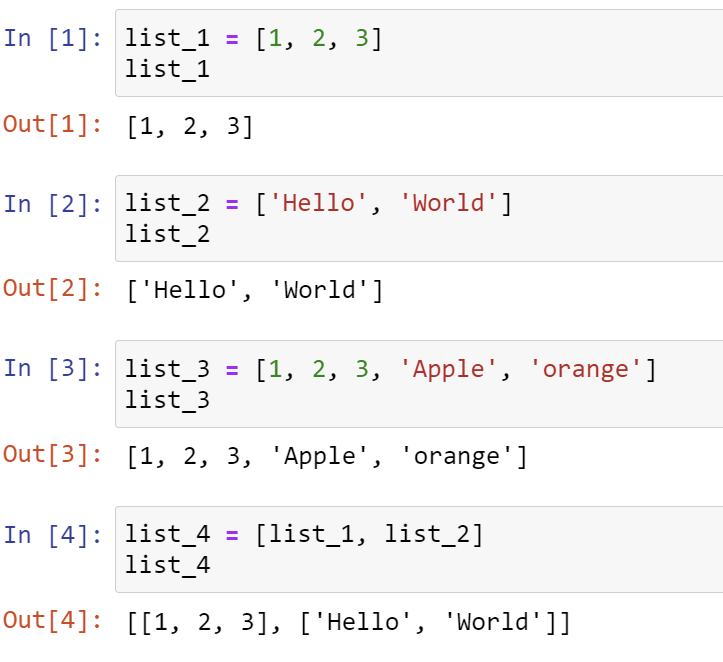 In [1]: list_1 = [1, 2, 3]
list_1
Out[1]: [1, 2, 3]
In [2]: list_2 = ['Hello', 'World']
list_2
Out[2]: ['Hello', 'World']
In [3]: list_3 = [1, 2, 3, 'Apple', 'orange']
list_3
Out[3]: [1, 2, 3, 'Apple', 'orange']
In [4]: list_4 = [list_1, list_2]
list_4
Out[4]: [[1, 2, 3], ['Hello', 'World']]